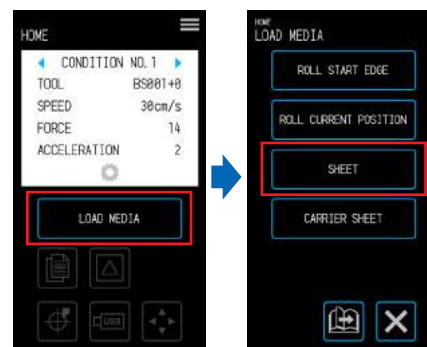 HOME
CONDITION NO.1
TOOL BS001+0
SPEED 30cm/s
FORCE 14
ACCELERATION 2
LOAD MEDIA
USB
HOME
LOAD MEDIA
ROLL START EDGE
ROLL CURRENT POSITION
SHEET
CARRIER SHEET